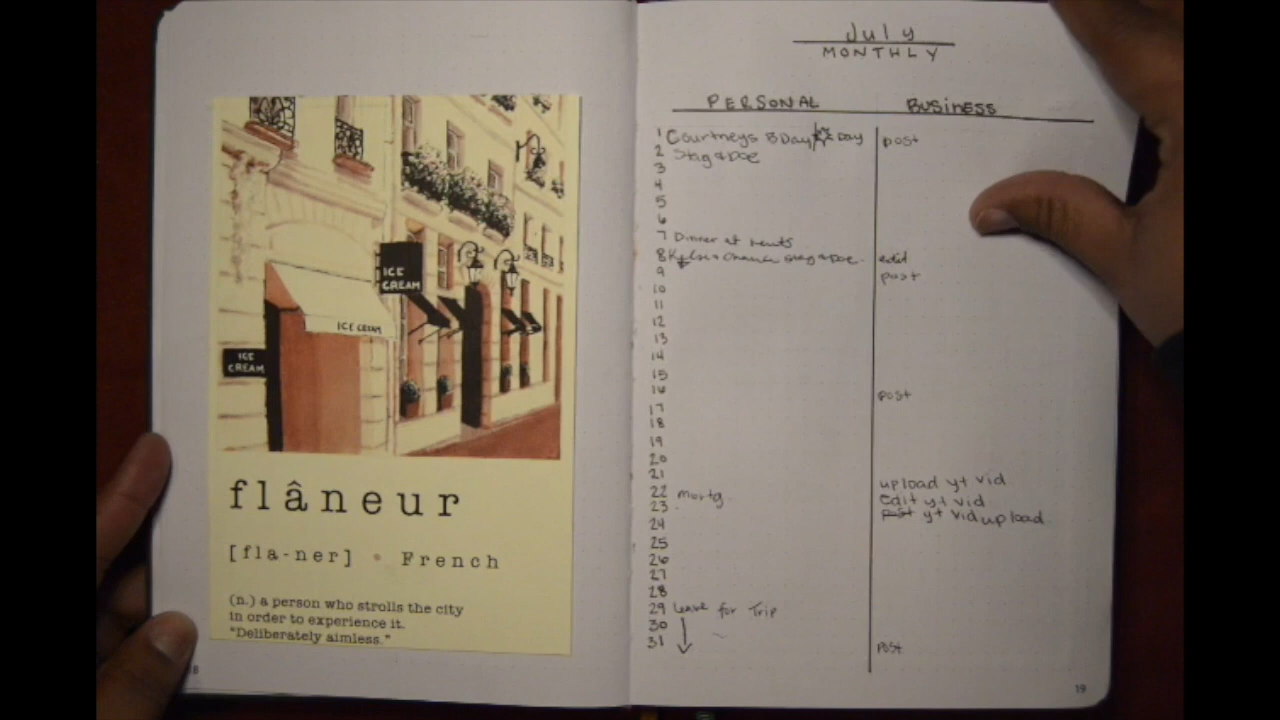 ICE
CREAM
ICE CREAM
ICE
CREAM
flâneur
[fla-ner] • French
(n.) a person who strolls the city
in order to experience it.
"Deliberately aimless."
8
July
MONTHLY
PERSONAL BUSINESS
1 Courtneys BDay Day post
2 Stag & Doe
3
4
5
6
7 Dinner at
8 stag & Doe edit
9 post
10
11
12
13
14
15
16 post
17
18
19
20
21 upload yt vid
22 mortg. edit yt vid
23 post yt vid upload
24
25
26
27
28
29 Leave for Trip
30
31 post
19